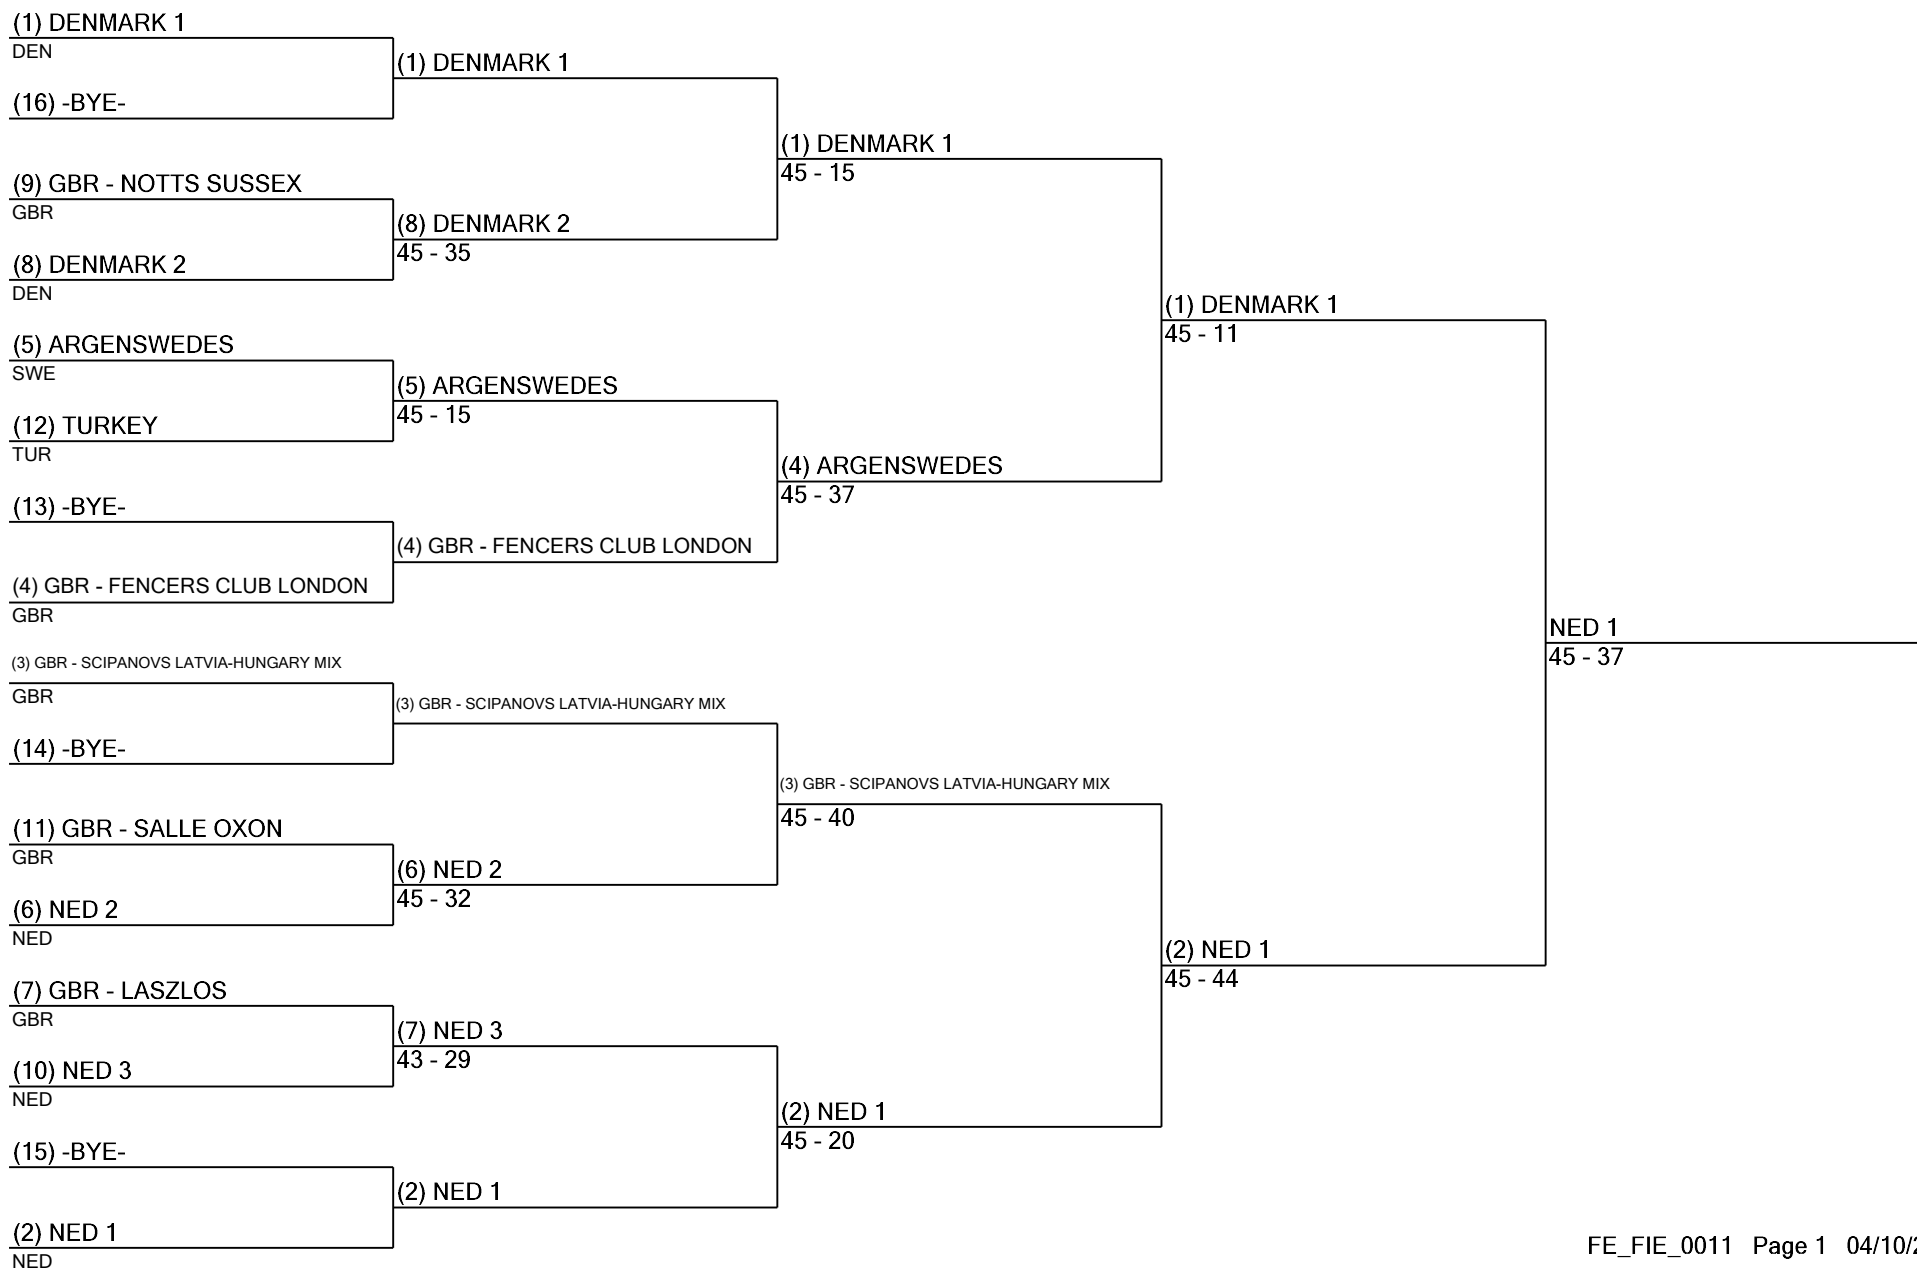 (1) DENMARK 1
DEN
(16) -BYE-
(9) GBR - NOTTS SUSSEX
GBR
(8) DENMARK 2
DEN
(5) ARGENSWEDES
SWE
(12) TURKEY
TUR
(13) -BYE-
(4) GBR - FENCERS CLUB LONDON
GBR
(3) GBR - SCIPANOVS LATVIA-HUNGARY MIX
GBR
(14) -BYE-
(11) GBR - SALLE OXON
GBR
(6) NED 2
NED
(7) GBR - LASZLOS
GBR
(10) NED 3
NED
(15) -BYE-
(2) NED 1
NED
(1) DENMARK 1
(8) DENMARK 2
45 - 35
(5) ARGENSWEDES
45 - 15
(4) GBR - FENCERS CLUB LONDON
(3) GBR - SCIPANOVS LATVIA-HUNGARY MIX
(6) NED 2
45 - 32
(7) NED 3
43 - 29
(2) NED 1
(1) DENMARK 1
45 - 15
(4) ARGENSWEDES
45 - 37
(3) GBR - SCIPANOVS LATVIA-HUNGARY MIX
45 - 40
(2) NED 1
45 - 20
(1) DENMARK 1
45 - 11
(2) NED 1
45 - 44
NED 1
45 - 37
FE_FIE_0011 Page 1 04/10/